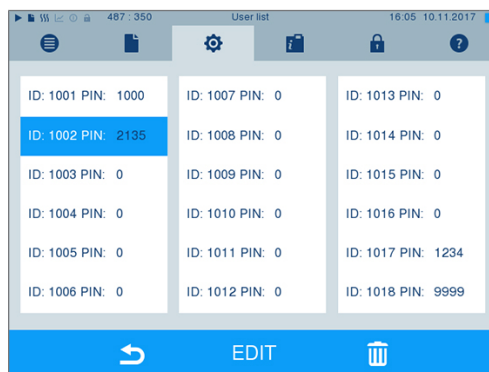 487 : 350 User list 16:05 10.11.2017
ID: 1001 PIN: 1000
ID: 1002 PIN: 2135
ID: 1003 PIN: 0
ID: 1004 PIN: 0
ID: 1005 PIN: 0
ID: 1006 PIN: 0
ID: 1007 PIN: 0
ID: 1008 PIN: 0
ID: 1009 PIN: 0
ID: 1010 PIN: 0
ID: 1011 PIN: 0
ID: 1012 PIN: 0
ID: 1013 PIN: 0
ID: 1014 PIN: 0
ID: 1015 PIN: 0
ID: 1016 PIN: 0
ID: 1017 PIN: 1234
ID: 1018 PIN: 9999
EDIT